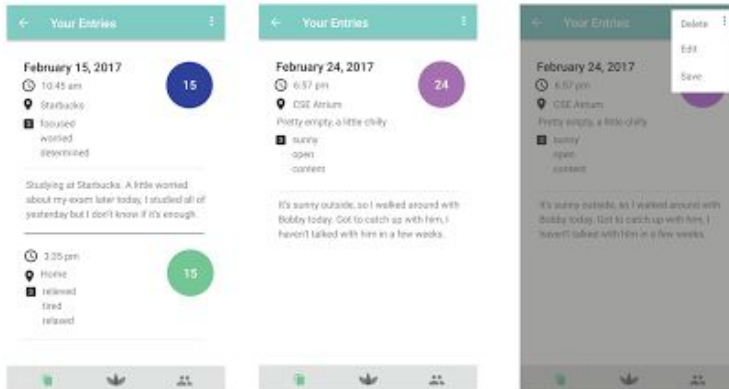 Your Entries
February 15, 2017
10:45 am
15
Starbucks
focused
worried
determined
Studying at Starbucks. A little worried
about my exam later today, I studied all of
yesterday but I don't know if it's enough.
3:35 pm
15
Home
relieved
tired
relaxed
Your Entries
February 24, 2017
6:57 pm
24
CSE Atrium
Pretty empty, a little chilly
sunny
open
content
It's sunny outside, so I walked around with
Bobby today. Got to catch up with him, I
haven't talked with him in a few weeks.
Your Entries
Delete
Edit
Save
February 24, 2017
6:57 pm
CSE Atrium
Pretty empty, a little chilly
sunny
open
content
It's sunny outside, so I walked around with
Bobby today. Got to catch up with him, I
haven't talked with him in a few weeks.